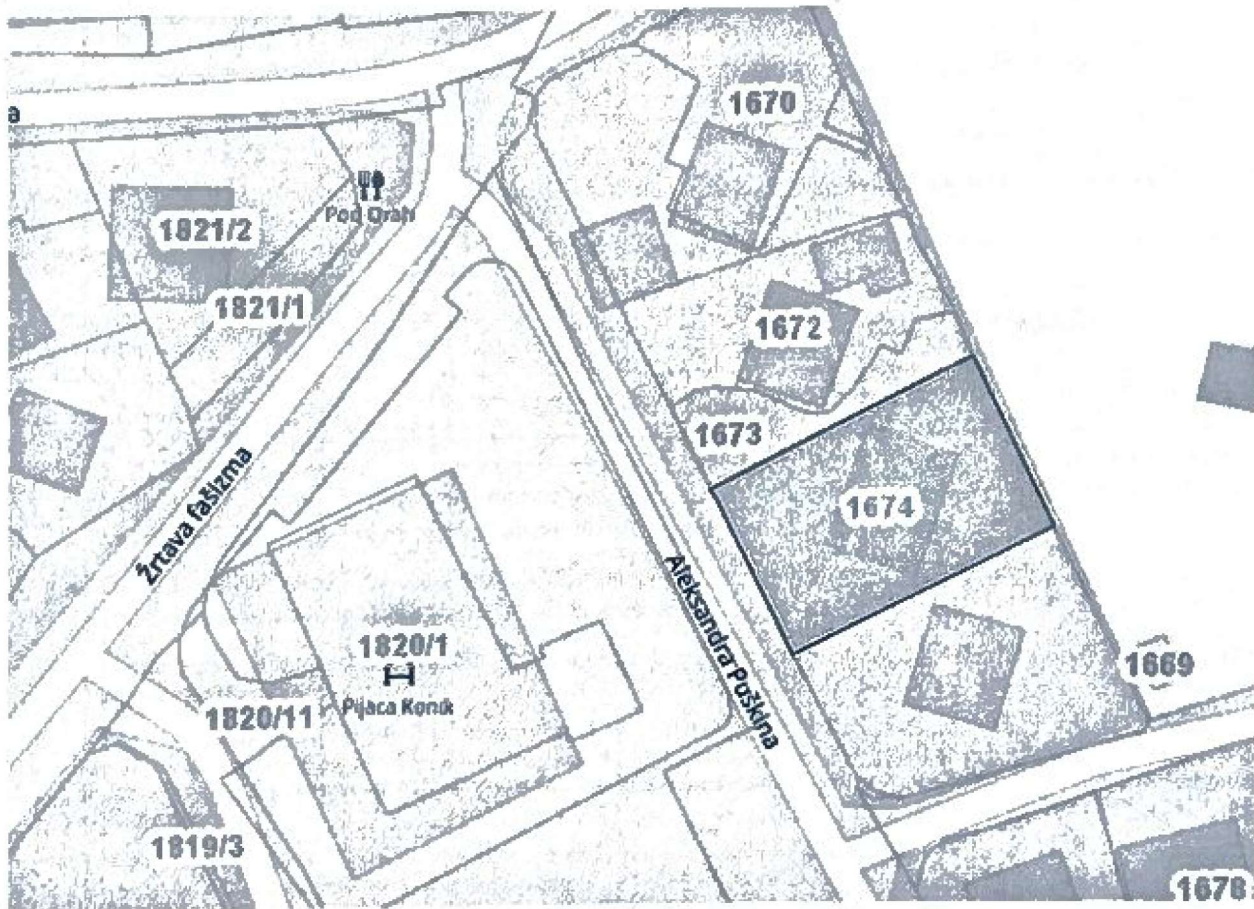 1670
a
Pod Orah
1821/2
1821/1
1672
1673
1674
Žrtava fašizma
Aleksandra Puškina
1820/1
Pijaca Konik
1820/11
1669
1819/3
1678